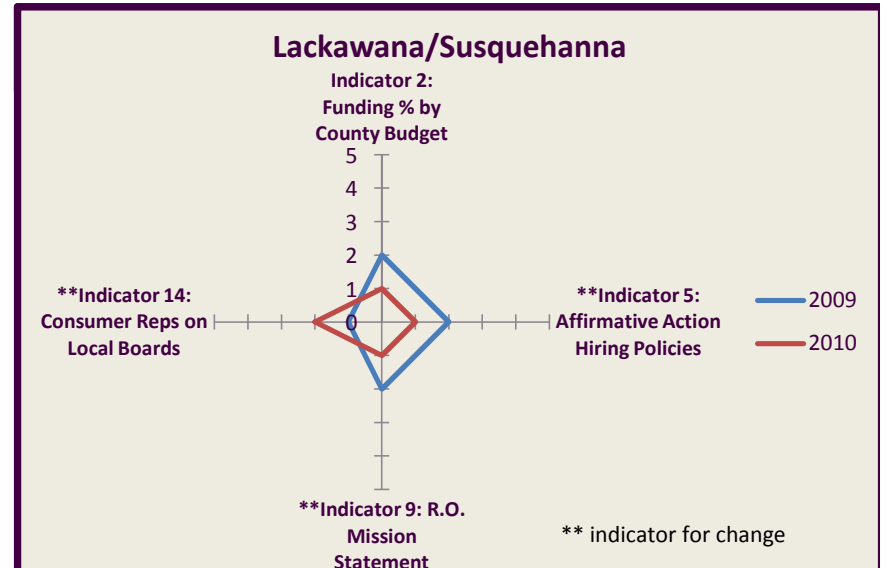 Lackawana/Susquehanna
Indicator 2:
Funding % by
County Budget
5
4
3
2
1
0
**Indicator 14:
Consumer Reps on
Local Boards
**Indicator 5:
Affirmative Action
Hiring Policies
2009
2010
**Indicator 9: R.O.
Mission
Statement
** indicator for change